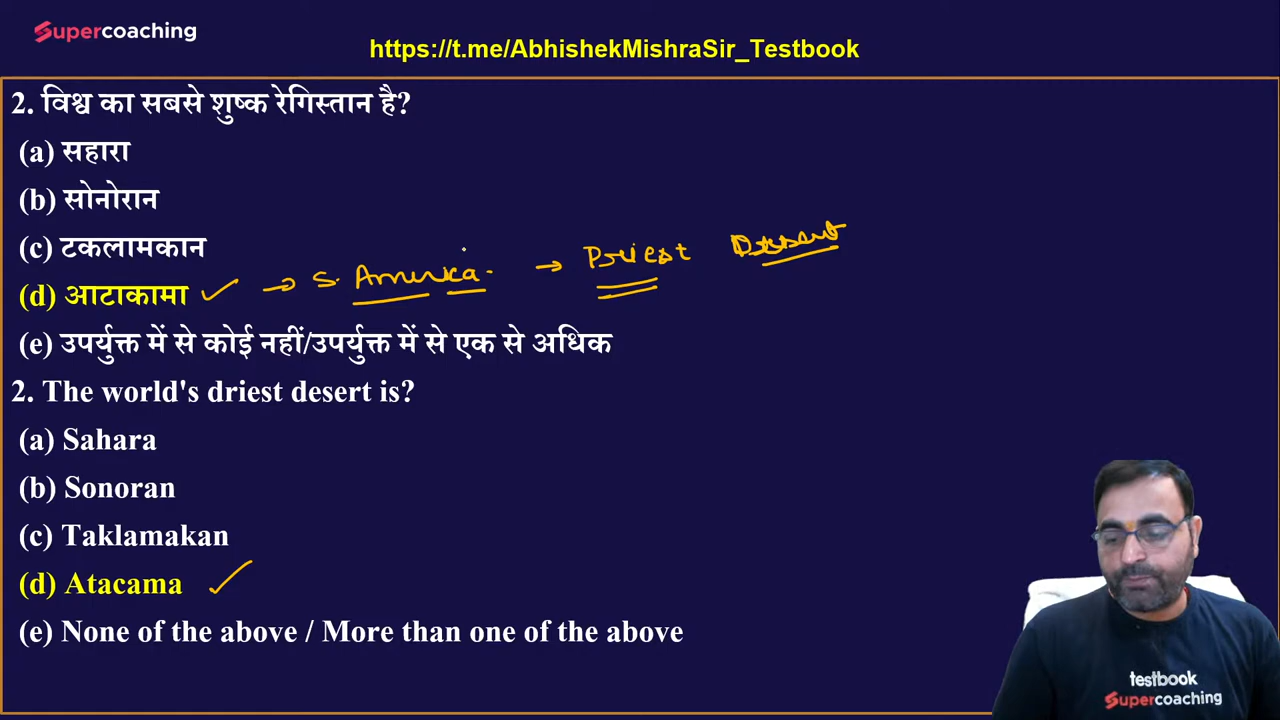 Supercoaching
https://t.me/AbhishekMishraSir_Testbook
2. विश्व का सबसे शुष्क रेगिस्तान है?
(a) सहारा
(b) सोनोरान
(c) टकलामकान
(d) आटाकामा → S. America. → Driest Desert
(e) उपर्युक्त में से कोई नहीं/उपर्युक्त में से एक से अधिक
2. The world's driest desert is?
(a) Sahara
(b) Sonoran
(c) Taklamakan
(d) Atacama
(e) None of the above / More than one of the above
testbook
Supercoaching